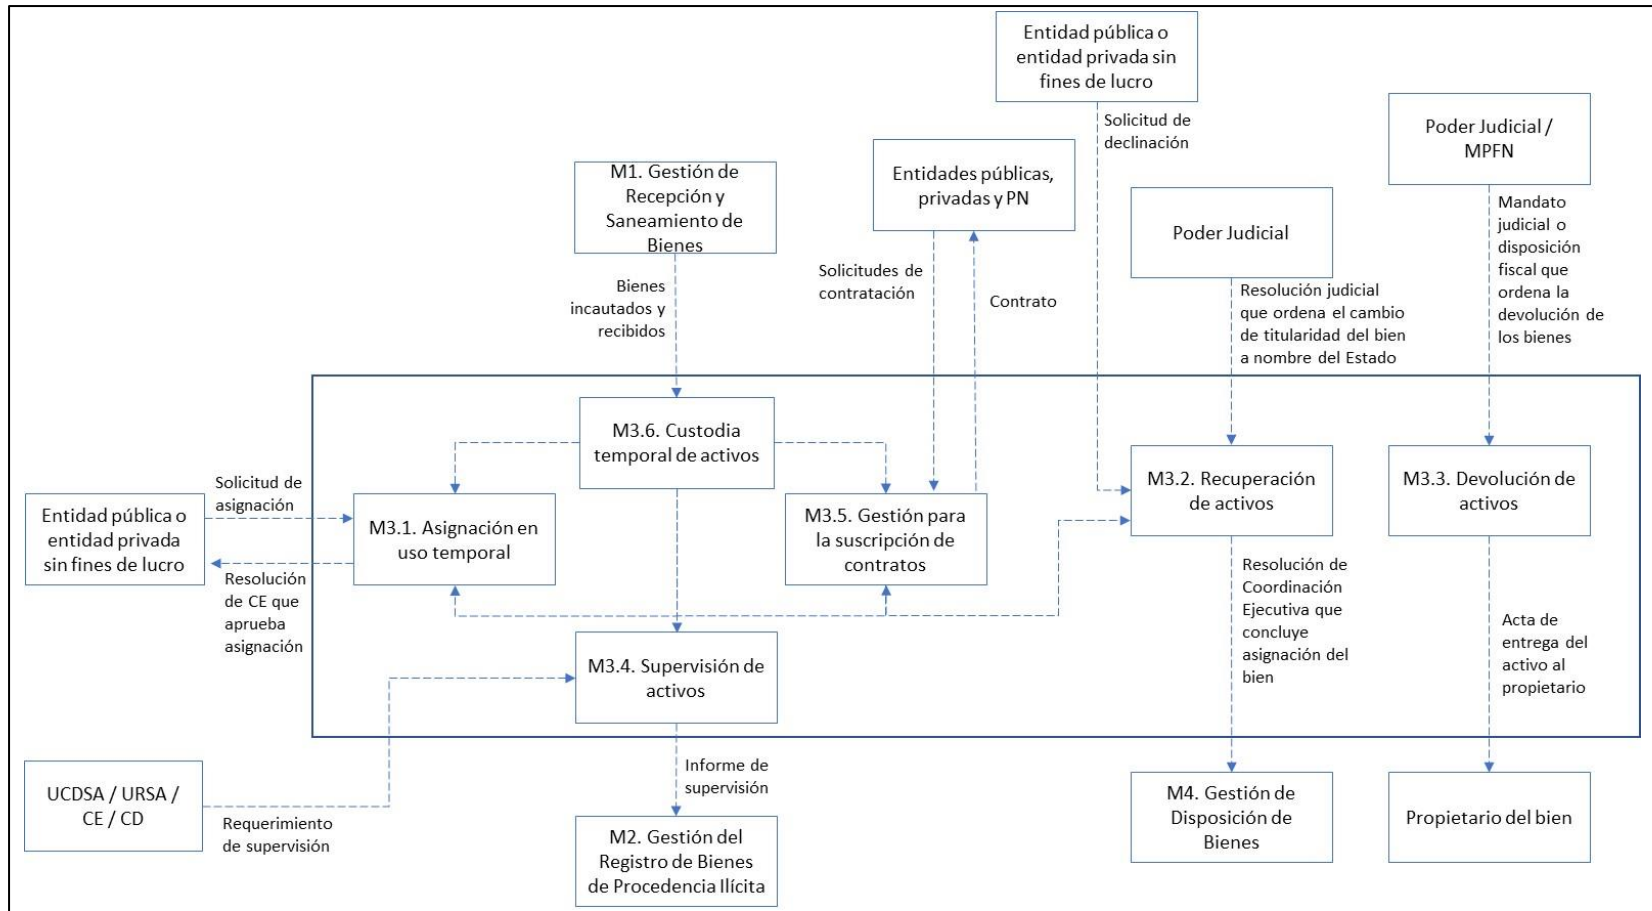 Entidad pública o
entidad privada sin
fines de lucro
Solicitud de
declinación
Poder Judicial /
MPFN
Mandato
judicial o
disposición
fiscal que
ordena la
devolución de
los bienes
M1. Gestión de
Recepción y
Saneamiento de
Bienes
Bienes
incautados y
recibidos
Entidades públicas,
privadas y PN
Solicitudes de
contratación
Contrato
Poder Judicial
Resolución judicial
que ordena el cambio
de titularidad del bien
a nombre del Estado
M3.6. Custodia
temporal de activos
Solicitud de
asignación
Entidad pública o
entidad privada
sin fines de lucro
Resolución
de CE que
aprueba
asignación
M3.1. Asignación en
uso temporal
M3.5. Gestión para
la suscripción de
contratos
M3.2. Recuperación
de activos
M3.3. Devolución de
activos
Resolución de
Coordinación
Ejecutiva que
concluye
asignación del
bien
Acta de
entrega del
activo al
propietario
M3.4. Supervisión de
activos
UCDSA / URSA /
CE / CD
Requerimiento
de supervisión
Informe de
supervisión
M2. Gestión del
Registro de Bienes
de Procedencia Ilícita
M4. Gestión de
Disposición de
Bienes
Propietario del bien